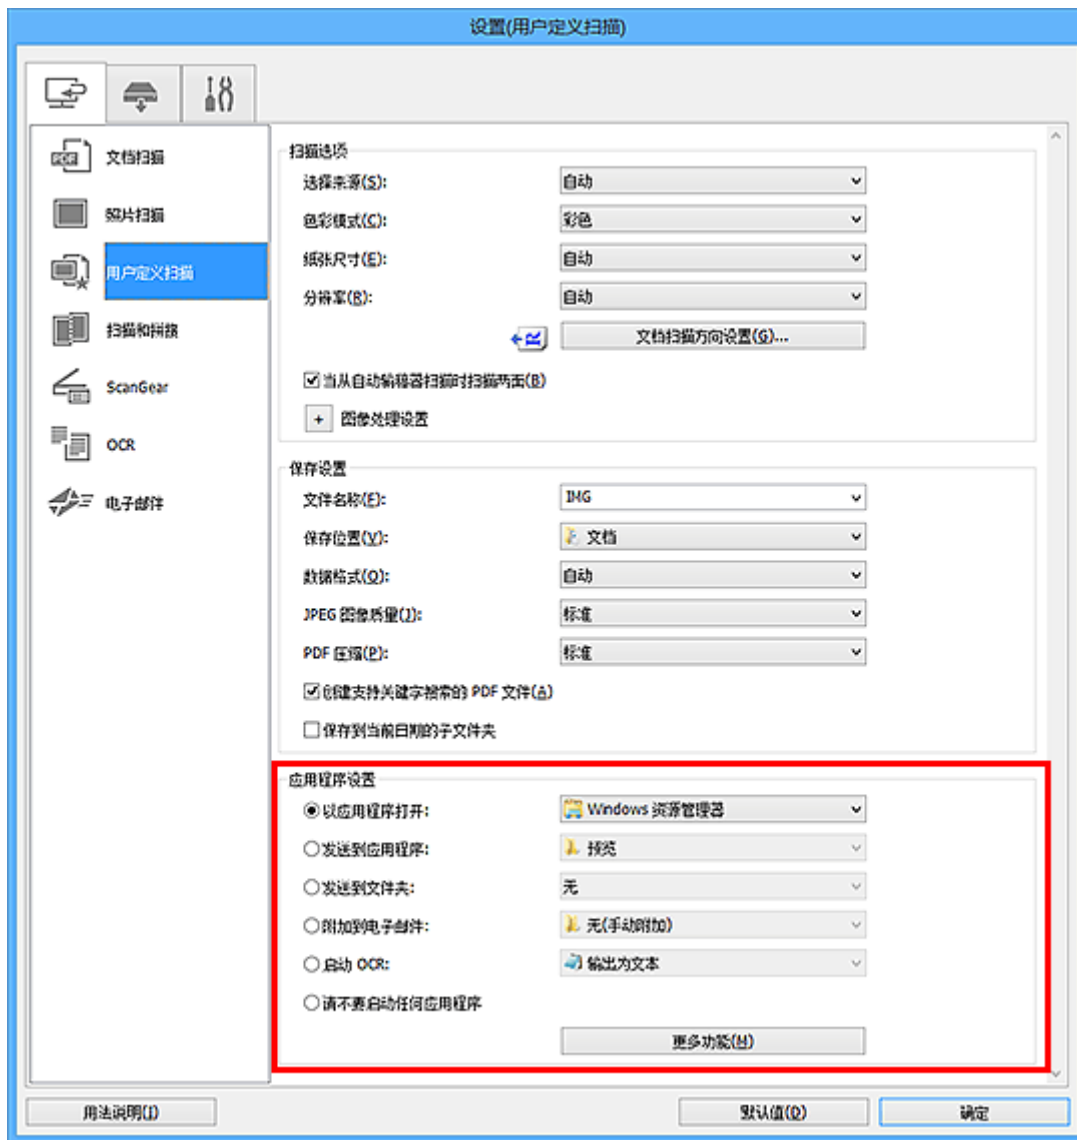 设置(用户定义扫描)
文档扫描
照片扫描
用户定义扫描
扫描和拼接
ScanGear
OCR
电子邮件
扫描选项
选择来源(S): 自动
色彩模式(C): 彩色
纸张尺寸(E): 自动
分辨率(R): 自动
文档扫描方向设置(G)...
当从自动输稿器扫描时扫描两面(B)
+ 图像处理设置
保存设置
文件名称(F): IMG
保存位置(V): 文档
数据格式(O): 自动
JPEG 图像质量(J): 标准
PDF 压缩(P): 标准
创建支持关键字搜索的 PDF 文件(A)
保存到当前日期的子文件夹
应用程序设置
以应用程序打开: Windows 资源管理器
发送到应用程序: 预览
发送到文件夹: 无
附加到电子邮件: 无(手动附加)
启动 OCR: 输出为文本
请不要启动任何应用程序
更多功能(M)
用法说明(I) 默认值(D) 确定